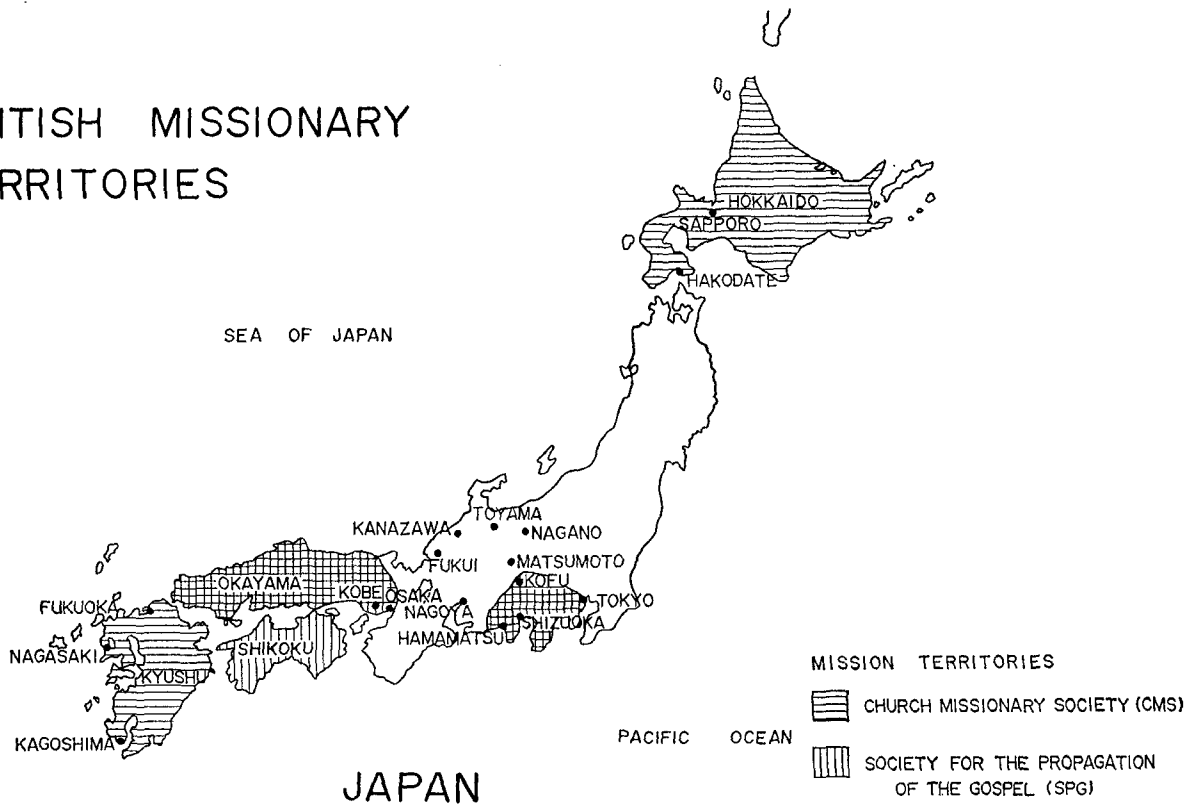 ITISH MISSIONARY
RRITORIES
HOKKAIDO
SAPPORO
HAKODATE
SEA OF JAPAN
TOYAMA
KANAZAWA
NAGANO
FUKUI
MATSUMOTO
KOFU
OKAYAMA
KOBE
OSAKA
NAGOYA
TOKYO
FUKUOKA
SHIZUOKA
HAMAMATSU
SHIKOKU
NAGASAKI
KYUSHU
KAGOSHIMA
PACIFIC OCEAN
JAPAN
MISSION TERRITORIES
CHURCH MISSIONARY SOCIETY (CMS)
SOCIETY FOR THE PROPAGATION
OF THE GOSPEL (SPG)